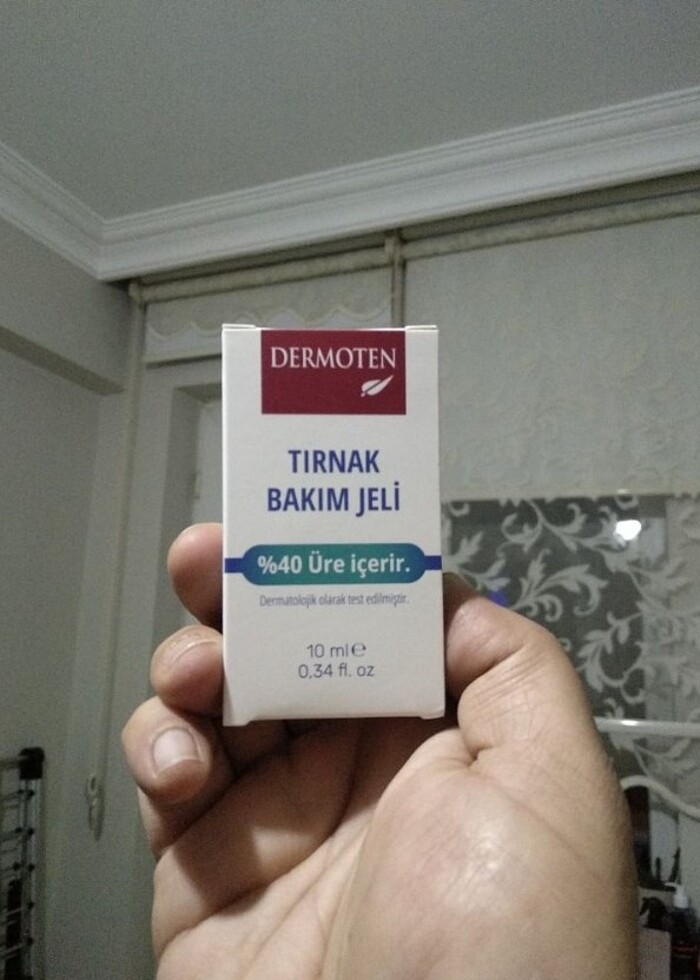 DERMOTEN
TIRNAK
BAKIM JELİ
%40 Üre içerir.
Dermatolojik olarak test edilmiştir.
10 ml ℮
0,34 fl. oz